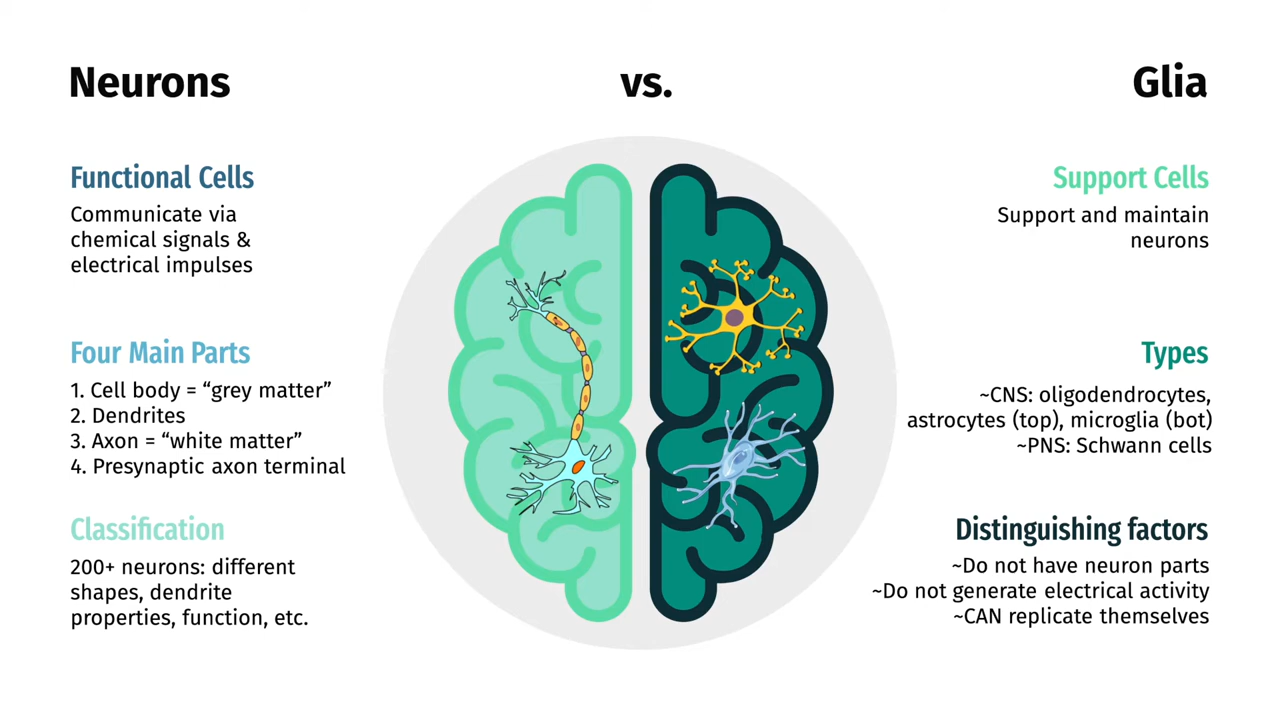 Neurons
vs.
Glia
Functional Cells
Communicate via
chemical signals &
electrical impulses
Four Main Parts
1. Cell body = “grey matter”
2. Dendrites
3. Axon = “white matter”
4. Presynaptic axon terminal
Classification
200+ neurons: different
shapes, dendrite
properties, function, etc.
Support Cells
Support and maintain
neurons
Types
~CNS: oligodendrocytes,
astrocytes (top), microglia (bot)
~PNS: Schwann cells
Distinguishing factors
~Do not have neuron parts
~Do not generate electrical activity
~CAN replicate themselves